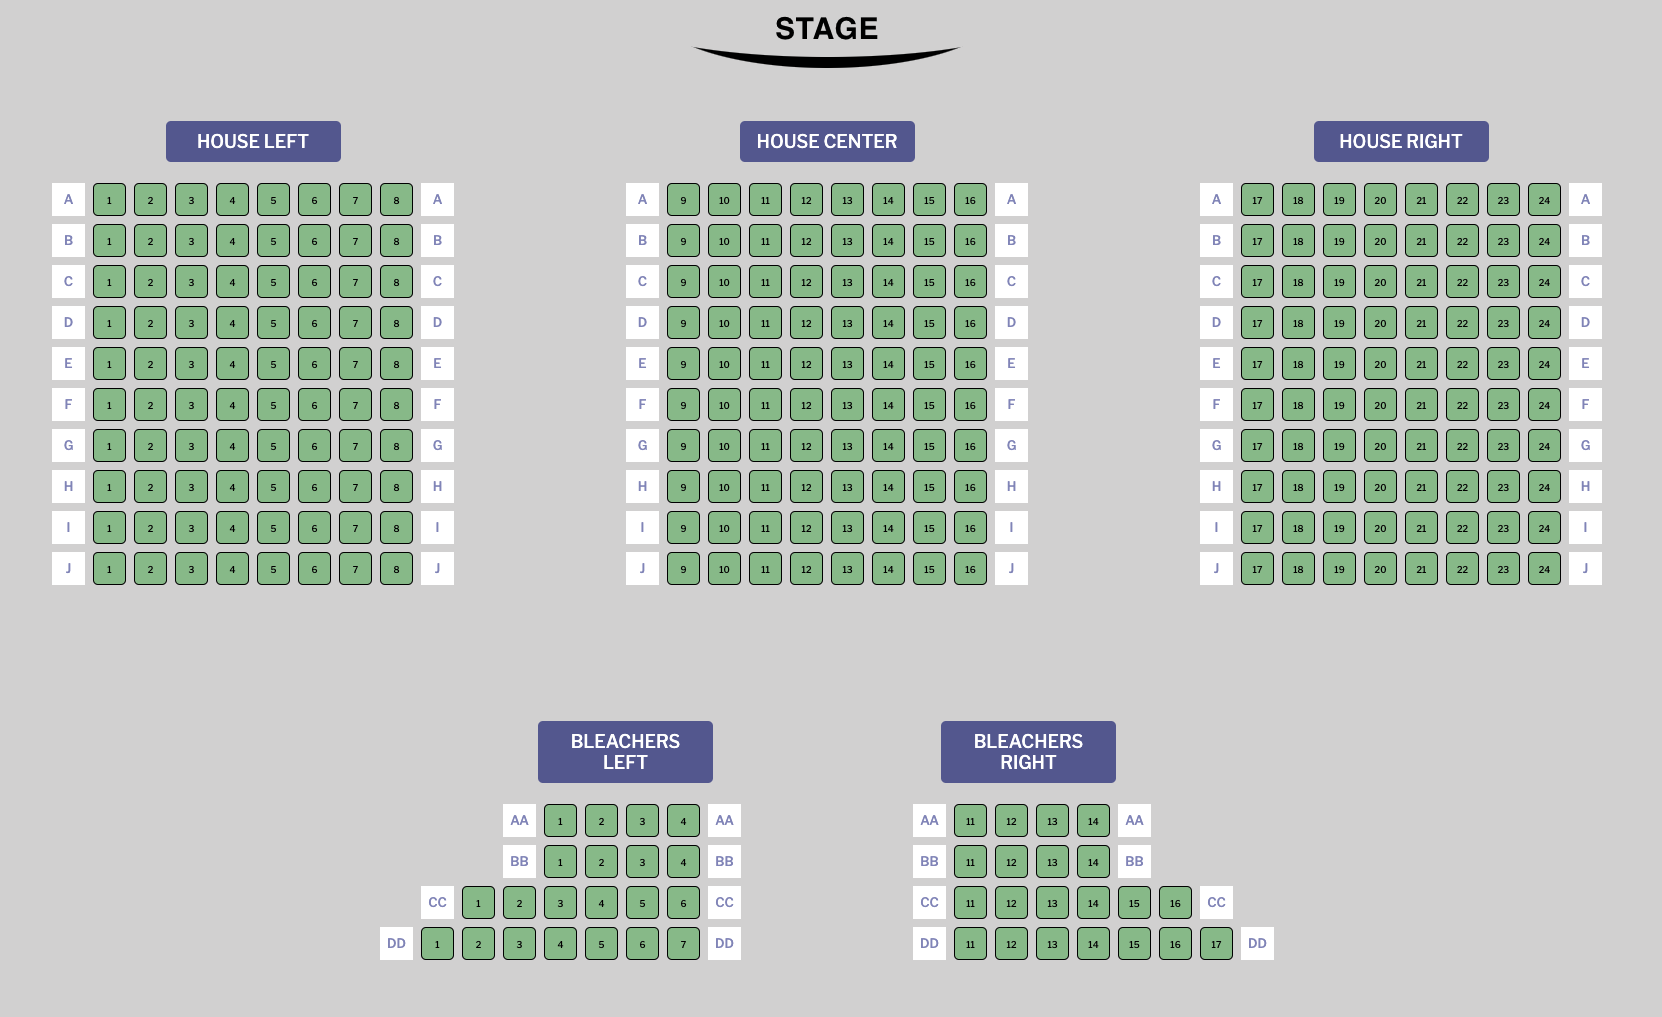 STAGE
HOUSE LEFT HOUSE CENTER HOUSE RIGHT
A 1 2 3 4 5 6 7 8 A A 9 10 11 12 13 14 15 16 A A 17 18 19 20 21 22 23 24 A
B 1 2 3 4 5 6 7 8 B B 9 10 11 12 13 14 15 16 B B 17 18 19 20 21 22 23 24 B
C 1 2 3 4 5 6 7 8 C C 9 10 11 12 13 14 15 16 C C 17 18 19 20 21 22 23 24 C
D 1 2 3 4 5 6 7 8 D D 9 10 11 12 13 14 15 16 D D 17 18 19 20 21 22 23 24 D
E 1 2 3 4 5 6 7 8 E E 9 10 11 12 13 14 15 16 E E 17 18 19 20 21 22 23 24 E
F 1 2 3 4 5 6 7 8 F F 9 10 11 12 13 14 15 16 F F 17 18 19 20 21 22 23 24 F
G 1 2 3 4 5 6 7 8 G G 9 10 11 12 13 14 15 16 G G 17 18 19 20 21 22 23 24 G
H 1 2 3 4 5 6 7 8 H H 9 10 11 12 13 14 15 16 H H 17 18 19 20 21 22 23 24 H
I 1 2 3 4 5 6 7 8 I I 9 10 11 12 13 14 15 16 I I 17 18 19 20 21 22 23 24 I
J 1 2 3 4 5 6 7 8 J J 9 10 11 12 13 14 15 16 J J 17 18 19 20 21 22 23 24 J
BLEACHERS
LEFT
BLEACHERS
RIGHT
AA 1 2 3 4 AA AA 11 12 13 14 AA
BB 1 2 3 4 BB BB 11 12 13 14 BB
CC 1 2 3 4 5 6 CC CC 11 12 13 14 15 16 CC
DD 1 2 3 4 5 6 7 DD DD 11 12 13 14 15 16 17 DD